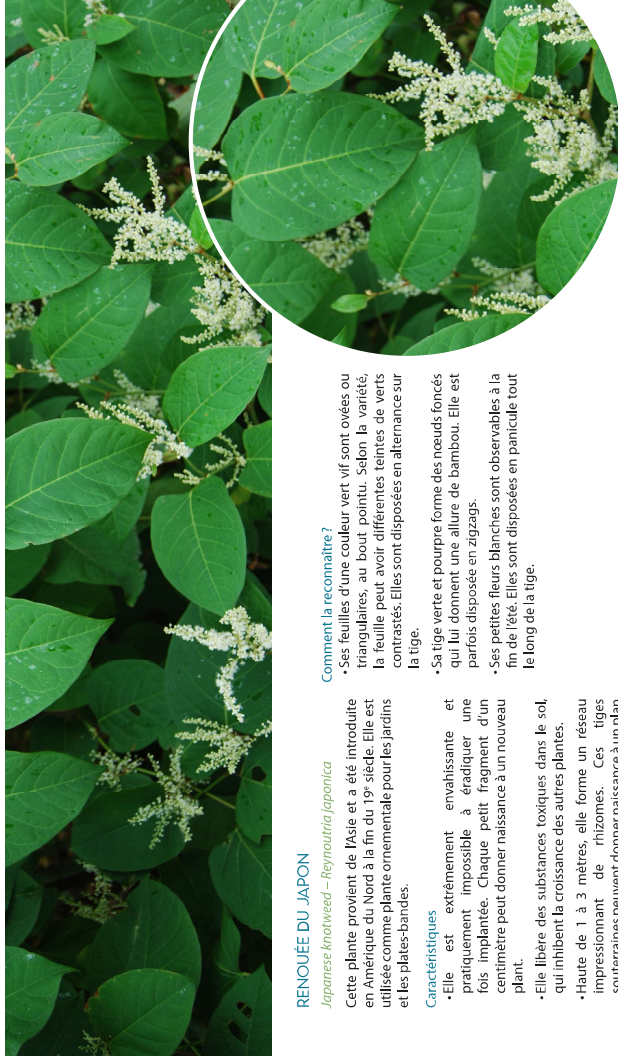 RENOUÉE DU JAPON
Japanese knotweed – Reynoutria japonica
Cette plante provient de l'Asie et a été introduite
en Amérique du Nord à la fin du 19e siècle. Elle est
utilisée comme plante ornementale pour les jardins
et les plates-bandes.
Caractéristiques
• Elle est extrêmement envahissante et
pratiquement impossible à éradiquer une
fois implantée. Chaque petit fragment d'un
centimètre peut donner naissance à un nouveau
plant.
• Elle libère des substances toxiques dans le sol,
qui inhibent la croissance des autres plantes.
• Haute de 1 à 3 mètres, elle forme un réseau
impressionnant de rhizomes. Ces tiges
souterraines peuvent donner naissance à un plan
Comment la reconnaître ?
• Ses feuilles d'une couleur vert vif sont ovées ou
triangulaires, au bout pointu. Selon la variété,
la feuille peut avoir différentes teintes de verts
contrastés. Elles sont disposées en alternance sur
la tige.
• Sa tige verte et pourpre forme des nœuds foncés
qui lui donnent une allure de bambou. Elle est
parfois disposée en zigzags.
• Ses petites fleurs blanches sont observables à la
fin de l'été. Elles sont disposées en panicule tout
le long de la tige.